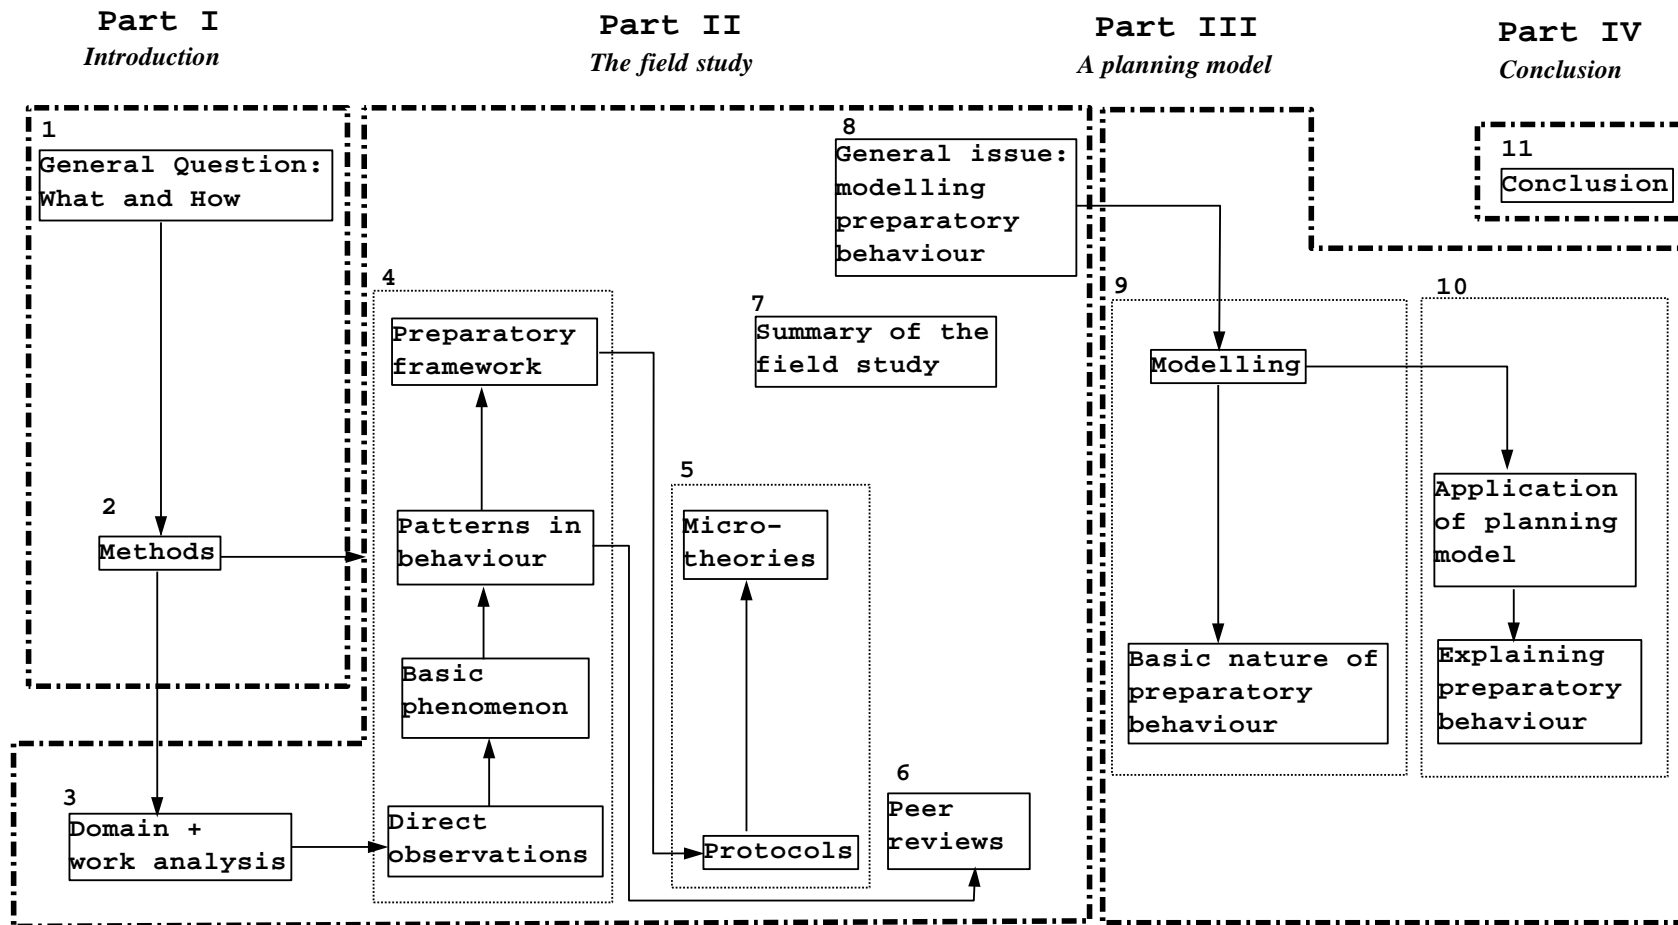 Part I
Introduction
Part II
The field study
Part III
A planning model
Part IV
Conclusion
1
General Question:
What and How
2
Methods
3
Domain +
work analysis
4
Preparatory
framework
Patterns in
behaviour
Basic
phenomenon
Direct
observations
5
Micro-
theories
Protocols
6
Peer
reviews
7
Summary of the
field study
8
General issue:
modelling
preparatory
behaviour
9
Modelling
Basic nature of
preparatory
behaviour
10
Application
of planning
model
Explaining
preparatory
behaviour
11
Conclusion